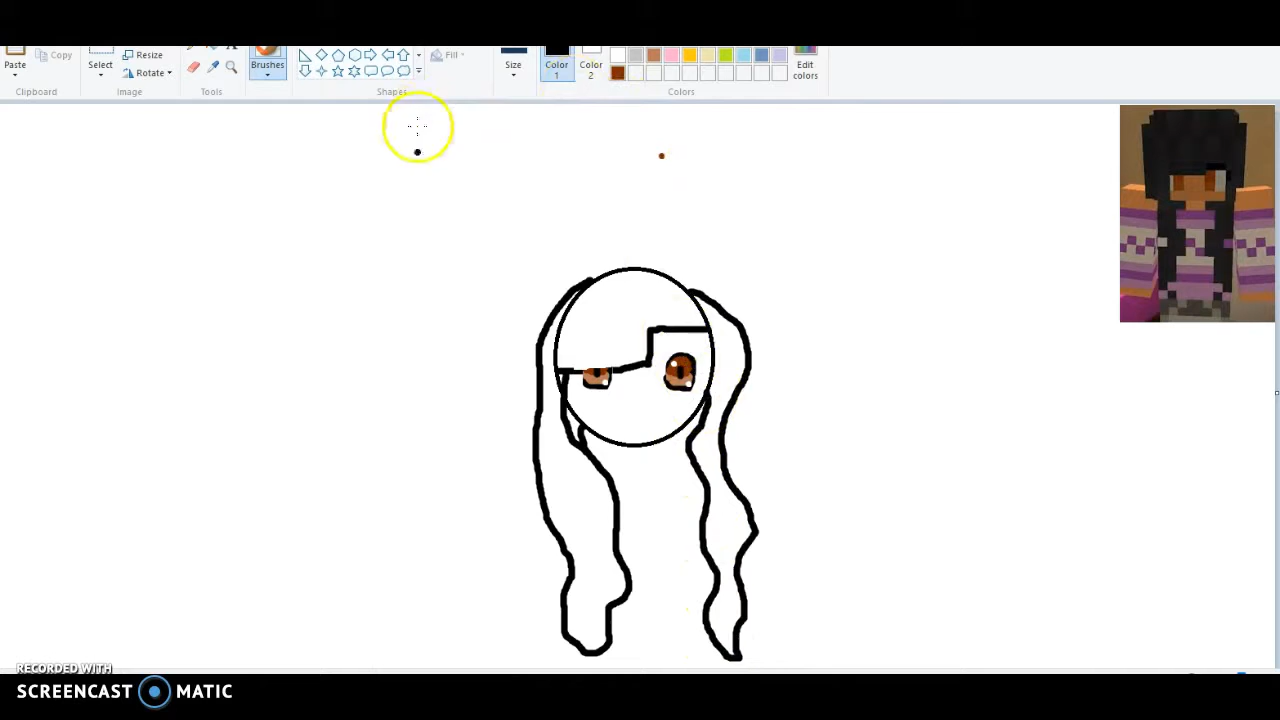 Copy
Resize
Fill
Paste
Select
Rotate
Brushes
Size
Color
1
Color
2
Edit
colors
Clipboard
Image
Tools
Shapes
Colors
RECORDED WITH
SCREENCAST MATIC